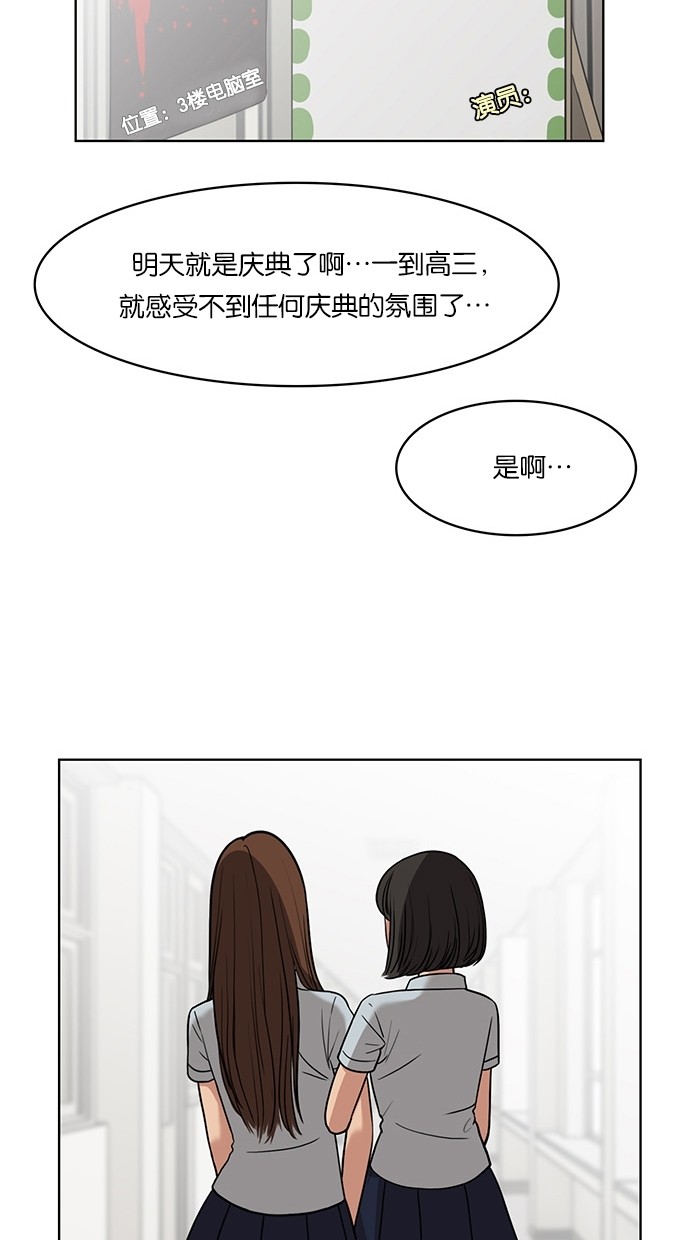 位置：3楼电脑室
演员：
明天就是庆典了啊…一到高三，
就感受不到任何庆典的氛围了…
是啊…